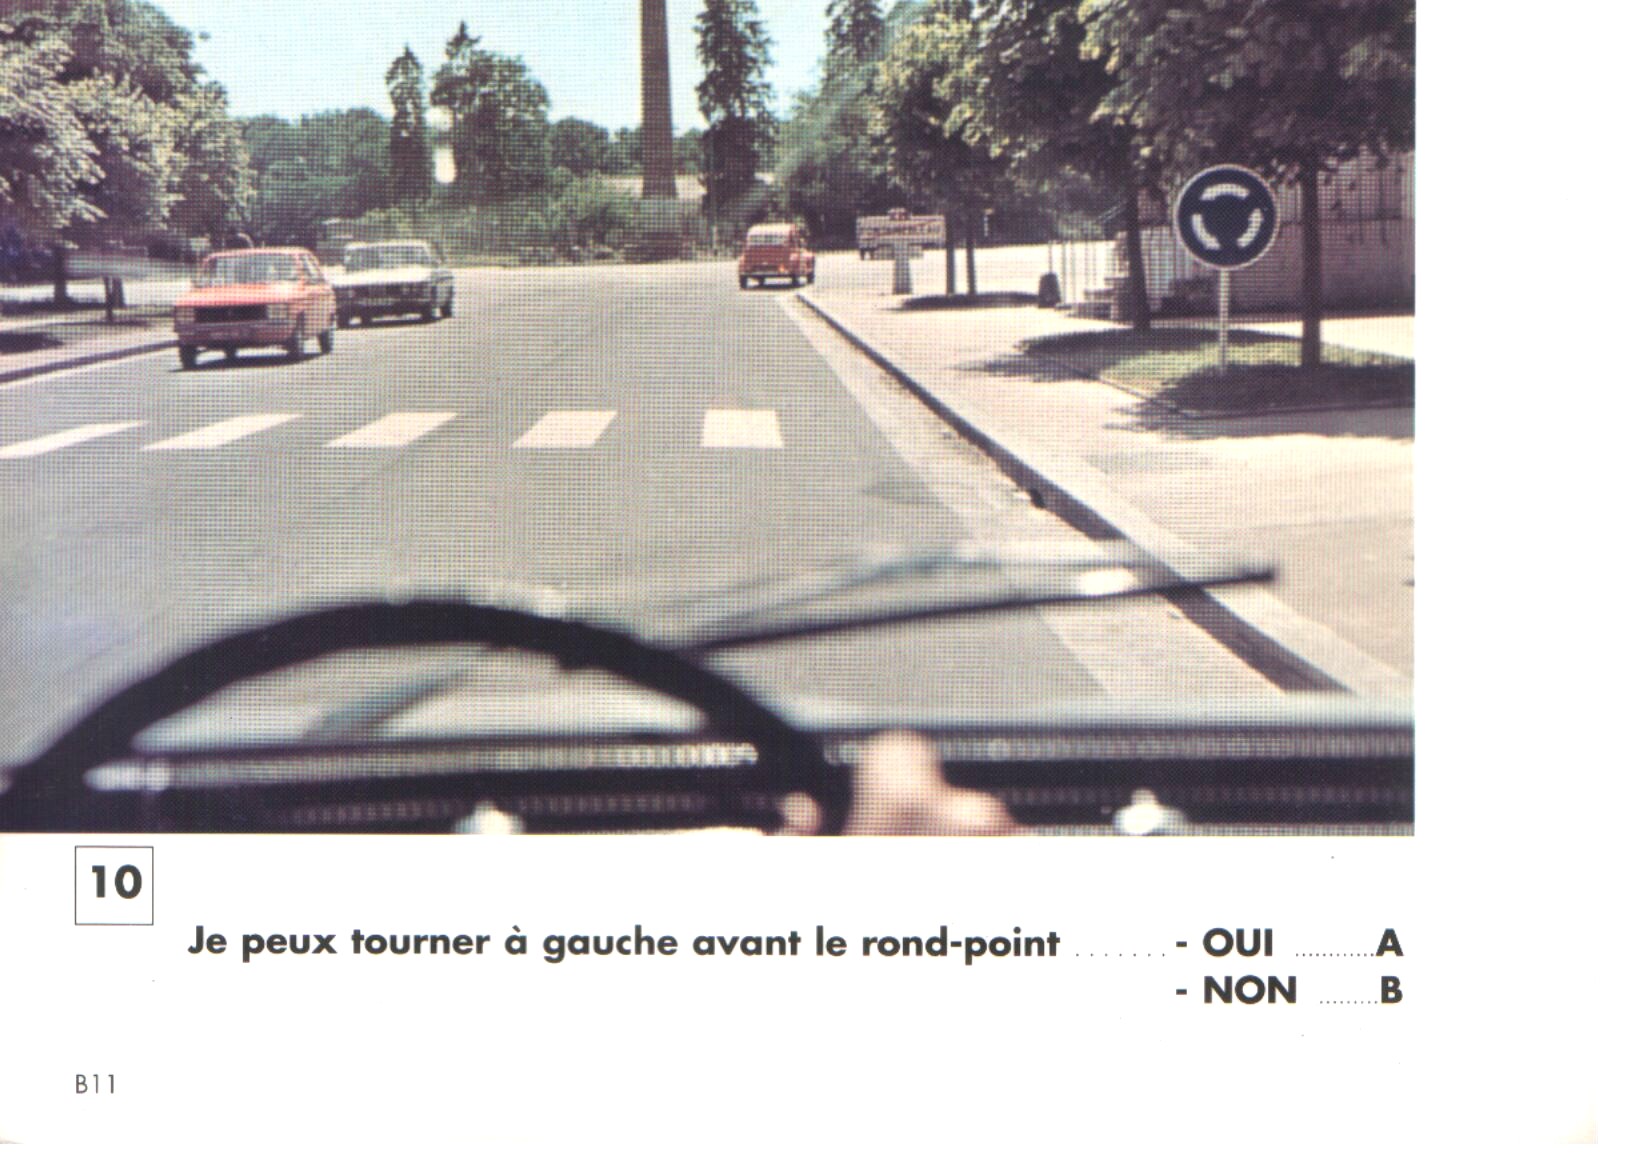 10
Je peux tourner à gauche avant le rond-point ....... - OUI ............A
- NON .........B
B11